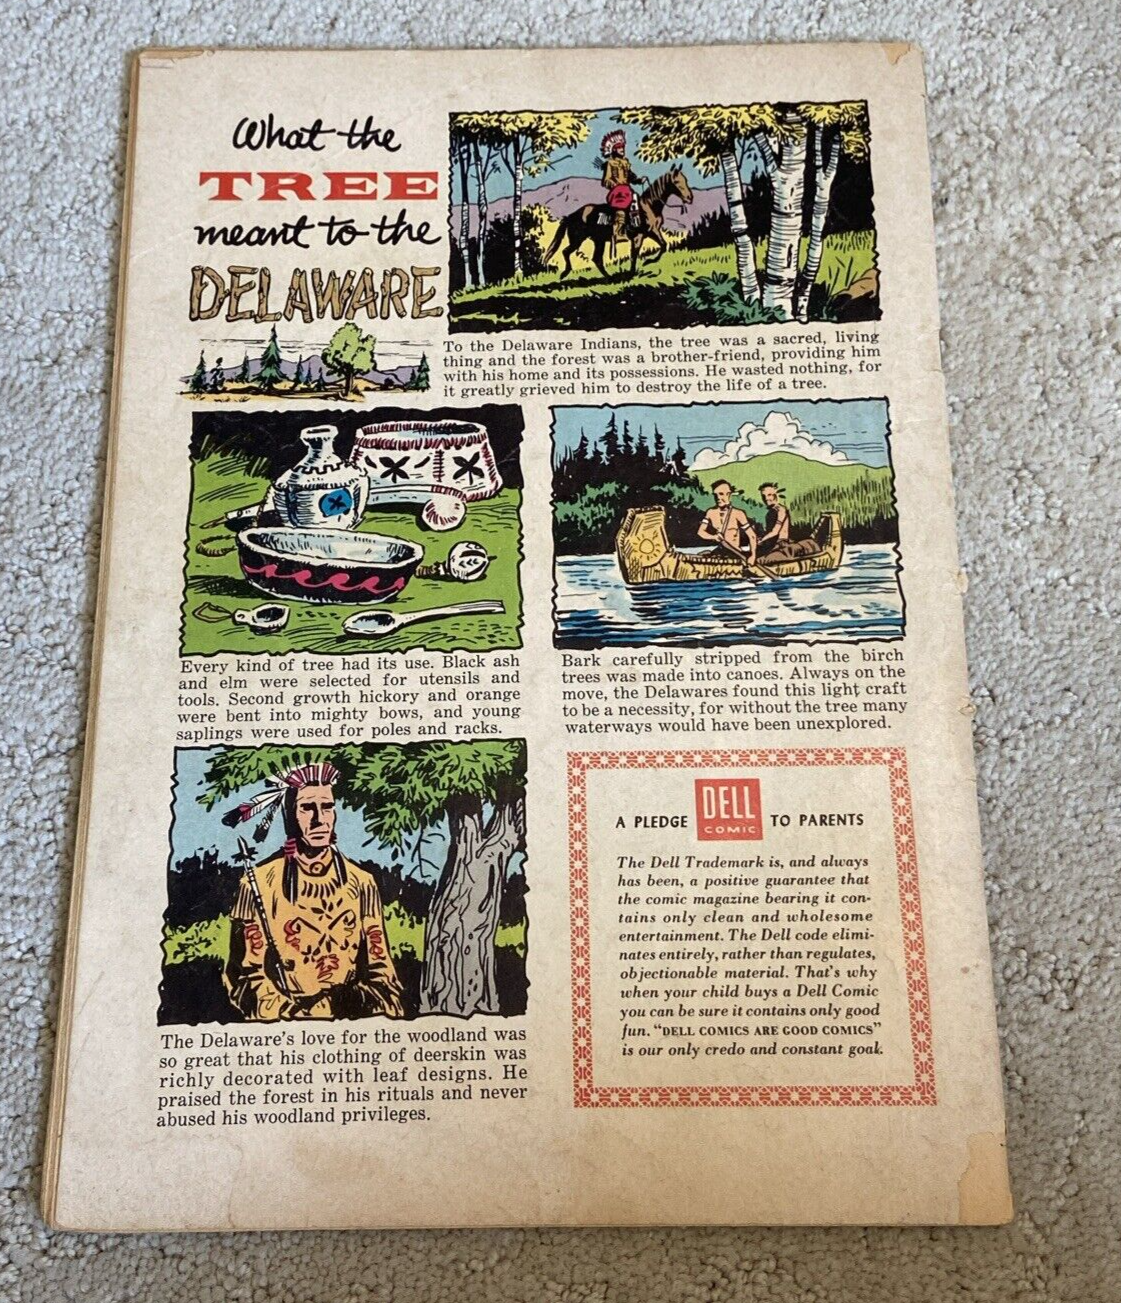 What the
TREE
meant to the
DELAWARE
To the Delaware Indians, the tree was a sacred, living
thing and the forest was a brother-friend, providing him
with his home and its possessions. He wasted nothing, for
it greatly grieved him to destroy the life of a tree.
Every kind of tree had its use. Black ash
and elm were selected for utensils and
tools. Second growth hickory and orange
were bent into mighty bows, and young
saplings were used for poles and racks.
Bark carefully stripped from the birch
trees was made into canoes. Always on the
move, the Delawares found this light craft
to be a necessity, for without the tree many
waterways would have been unexplored.
The Delaware's love for the woodland was
so great that his clothing of deerskin was
richly decorated with leaf designs. He
praised the forest in his rituals and never
abused his woodland privileges.
A PLEDGE DELL COMIC TO PARENTS
The Dell Trademark is, and always
has been, a positive guarantee that
the comic magazine bearing it con-
tains only clean and wholesome
entertainment. The Dell code elimi-
nates entirely, rather than regulates,
objectionable material. That's why
when your child buys a Dell Comic
you can be sure it contains only good
fun. "DELL COMICS ARE GOOD COMICS"
is our only credo and constant goal.